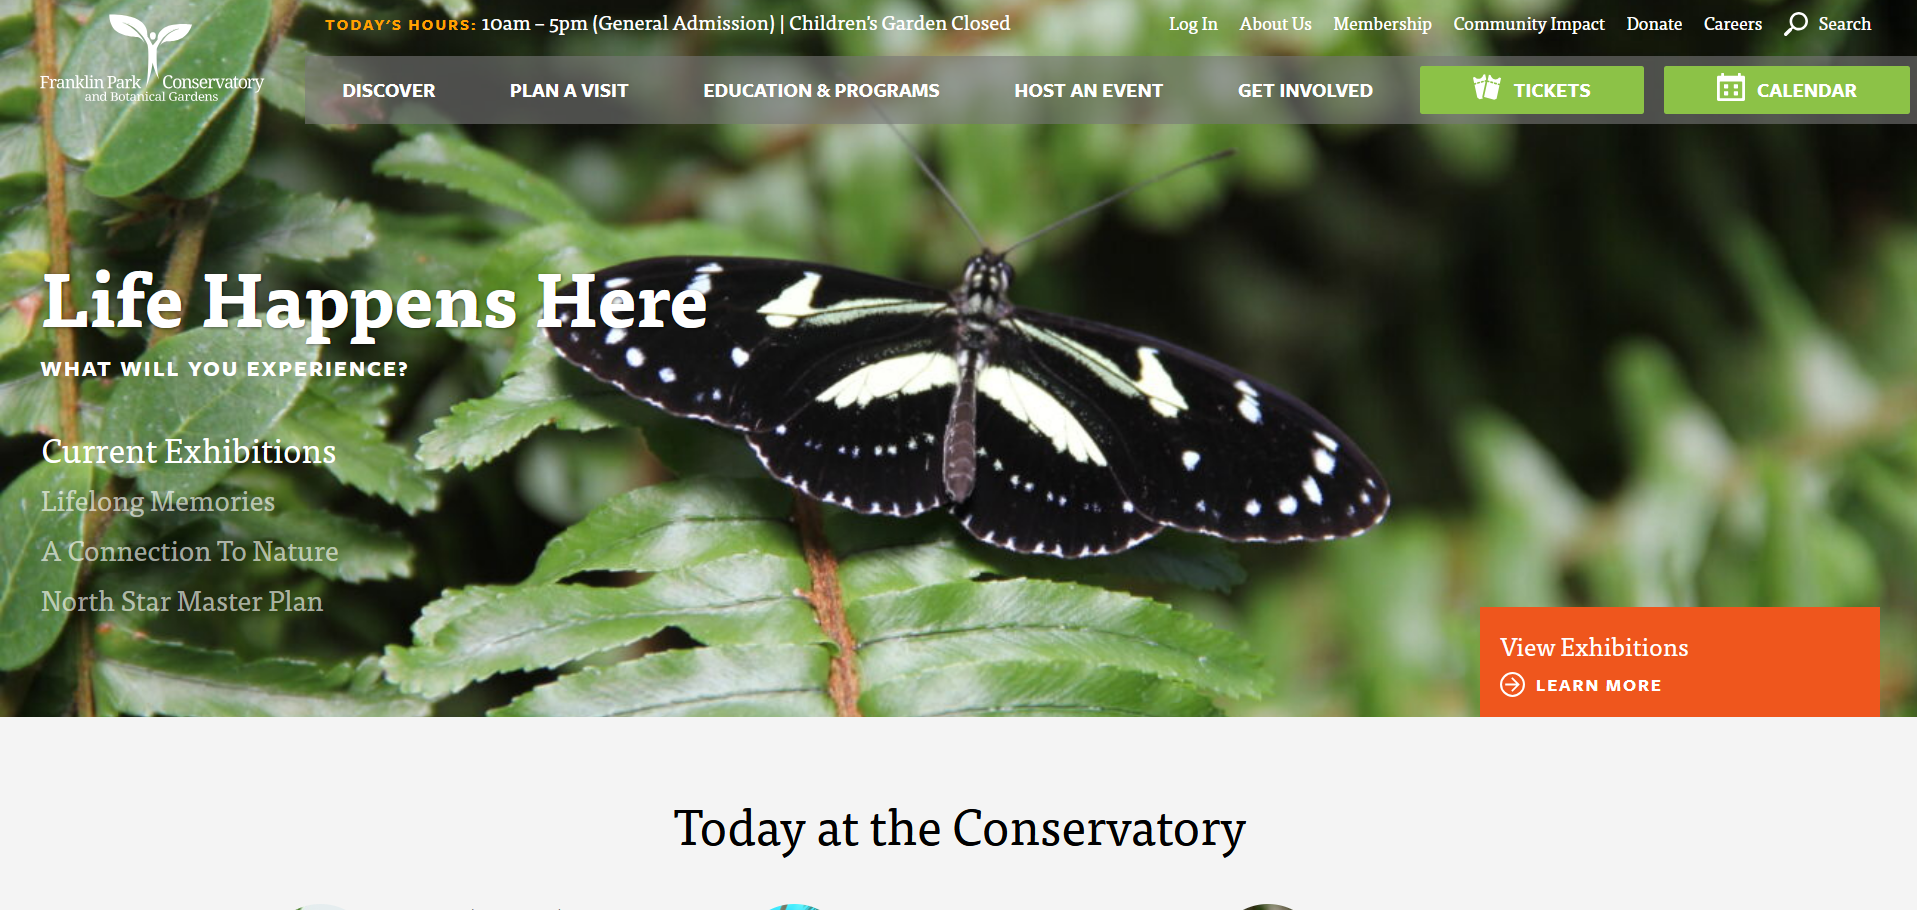 TODAY'S HOURS: 10am – 5pm (General Admission) | Children's Garden Closed
Log In About Us Membership Community Impact Donate Careers Search
Franklin Park Conservatory
and Botanical Gardens
DISCOVER PLAN A VISIT EDUCATION & PROGRAMS HOST AN EVENT GET INVOLVED TICKETS CALENDAR
Life Happens Here
WHAT WILL YOU EXPERIENCE?
Current Exhibitions
Lifelong Memories
A Connection To Nature
North Star Master Plan
View Exhibitions
LEARN MORE
Today at the Conservatory